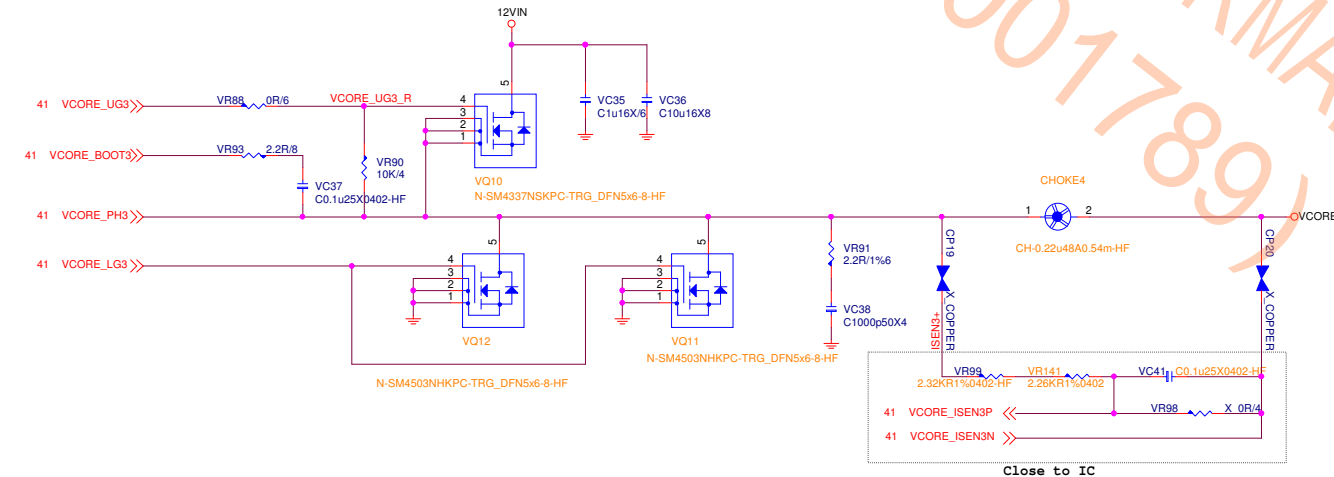 12VIN
RMA
001789)
41 VCORE_UG3
VR88 0R/6
VCORE_UG3_R
5
4
3
2
1
VC35
C1u16X/6
VC36
C10u16X8
41 VCORE_BOOT3
VR93 2.2R/8
VR90
10K/4
VC37
C0.1u25X0402-HF
VQ10
N-SM4337NSKPC-TRG_DFN5x6-8-HF
CHOKE4
41 VCORE_PH3
1 2
VCORE
CH-0.22u48A0.54m-HF
41 VCORE_LG3
5
4
3
2
1
VQ12
N-SM4503NHKPC-TRG_DFN5x6-8-HF
5
4
3
2
1
VQ11
N-SM4503NHKPC-TRG_DFN5x6-8-HF
VR91
2.2R/1%6
VC38
C1000p50X4
CP19
X_COPPER
ISEN3+
CP20
X_COPPER
VR99
2.32KR1%0402-HF
VR141
2.26KR1%0402
VC41 C0.1u25X0402-HF
41 VCORE_ISEN3P
VR98 X_0R/4
41 VCORE_ISEN3N
Close to IC